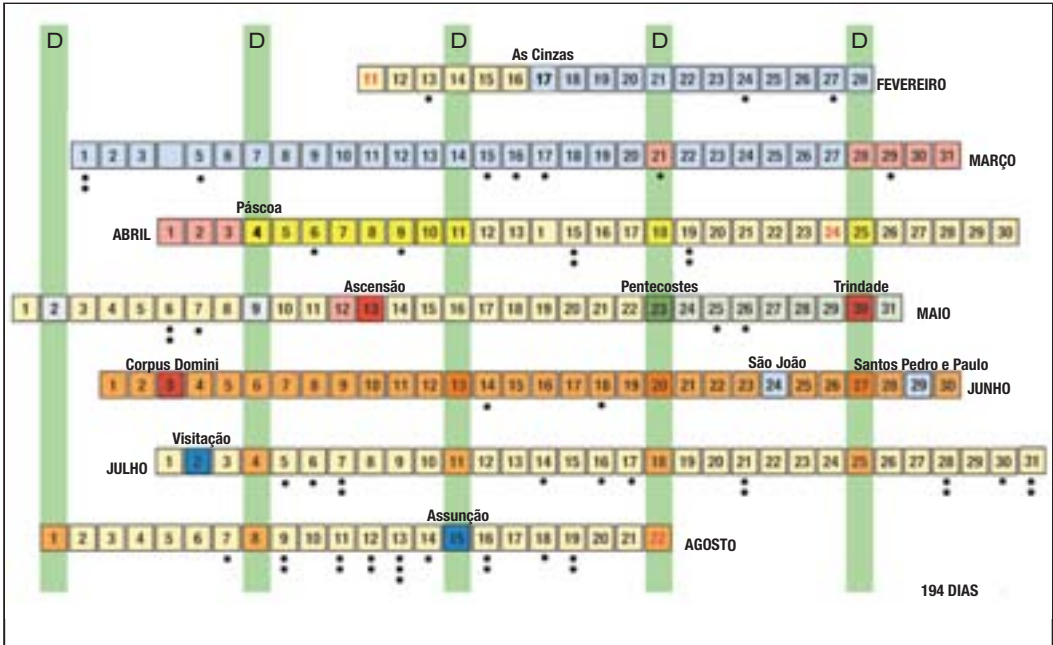 D D D D D
As Cinzas
11 12 13 14 15 16 17 18 19 20 21 22 23 24 25 26 27 28 FEVEREIRO
1 2 3 5 6 7 8 9 10 11 12 13 14 15 16 17 18 19 20 21 22 23 24 25 26 27 28 29 30 31 MARÇO
Páscoa
ABRIL 1 2 3 4 5 6 7 8 9 10 11 12 13 1 15 16 17 18 19 20 21 22 23 24 25 26 27 28 29 30
Ascensão Pentecostes Trindade
1 2 3 4 5 6 7 8 9 10 11 12 13 14 15 16 17 18 19 20 21 22 23 24 25 26 27 28 29 30 31 MAIO
Corpus Domini São João Santos Pedro e Paulo
1 2 3 4 5 6 7 8 9 10 11 12 13 14 15 16 17 18 19 20 21 22 23 24 25 26 27 28 29 30 JUNHO
Visitação
JULHO 1 2 3 4 5 6 7 8 9 10 11 12 13 14 15 16 17 18 19 20 21 22 23 24 25 26 27 28 29 30 31
Assunção
1 2 3 4 5 6 7 8 9 10 11 12 13 14 15 16 17 18 19 20 21 22 AGOSTO
194 DIAS